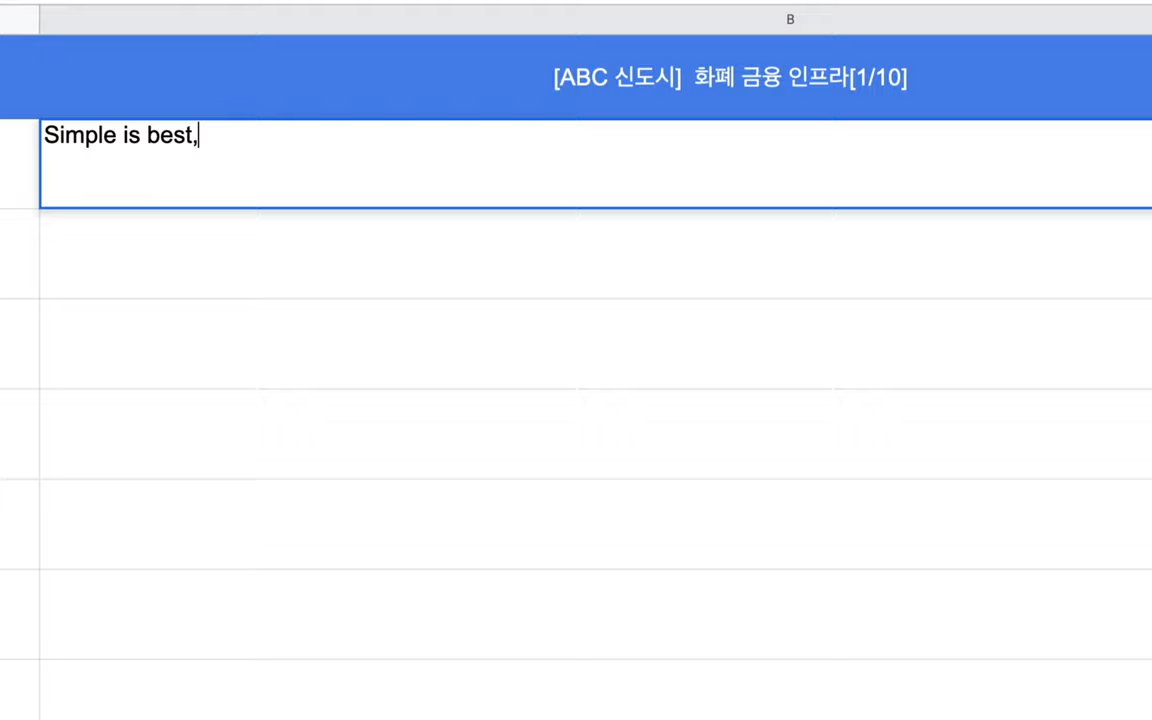 B
[ABC 신도시] 화폐 금융 인프라[1/10]
Simple is best,